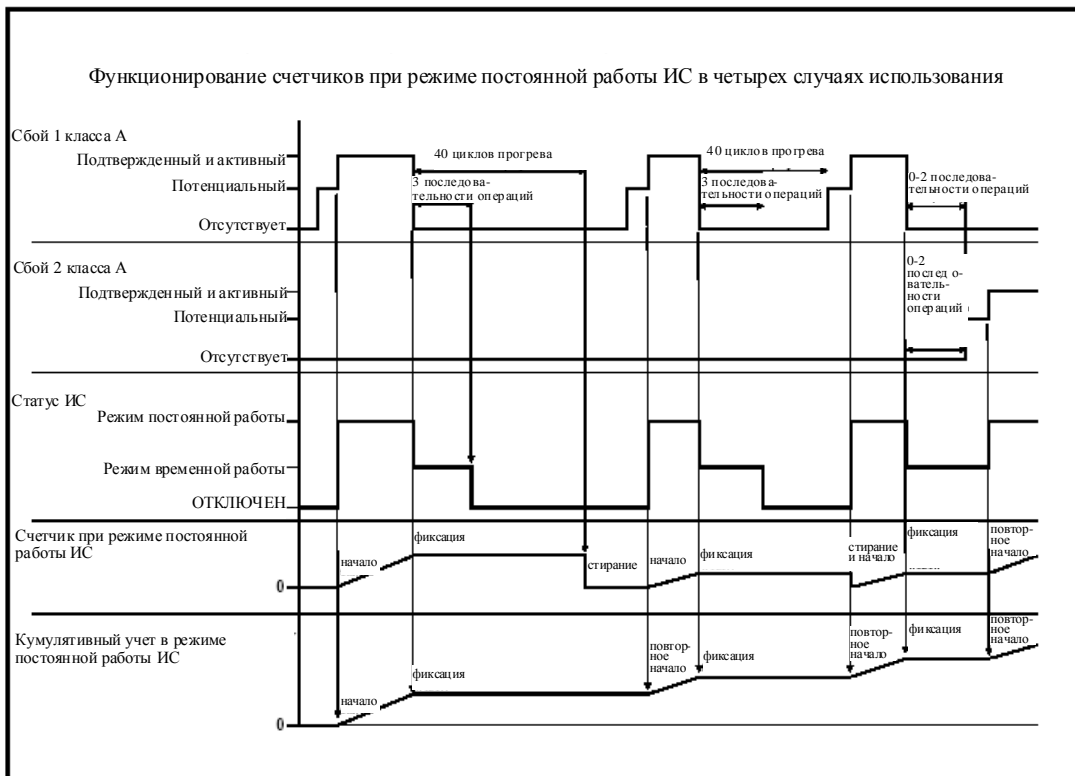 Функционирование счетчиков при режиме постоянной работы ИС в четырех случаях использования
Сбой 1 класса А
Подтвержденный и активный
Потенциальный
Отсутствует
40 циклов прогрева
3 последова-
тельности операций
40 циклов прогрева
3 последова-
тельности операций
0-2 последова-
тельности операций
Сбой 2 класса А
Подтвержденный и активный
Потенциальный
Отсутствует
0-2
послед о-
ватель-
ности
операций
Статус ИС
Режим постоянной работы
Режим временной работы
ОТКЛЮЧЕН
Счетчик при режиме постоянной
работы ИС
0
начало
фиксация
стирание
начало
фиксация
стирание
и начало
фиксация
повтор-
ное
начало
Кумулятивный учет в режиме
постоянной работы ИС
0
начало
фиксация
повтор-
ное
начало
фиксация
повтор-
ное
начало
фиксация
повтор-
ное
начало